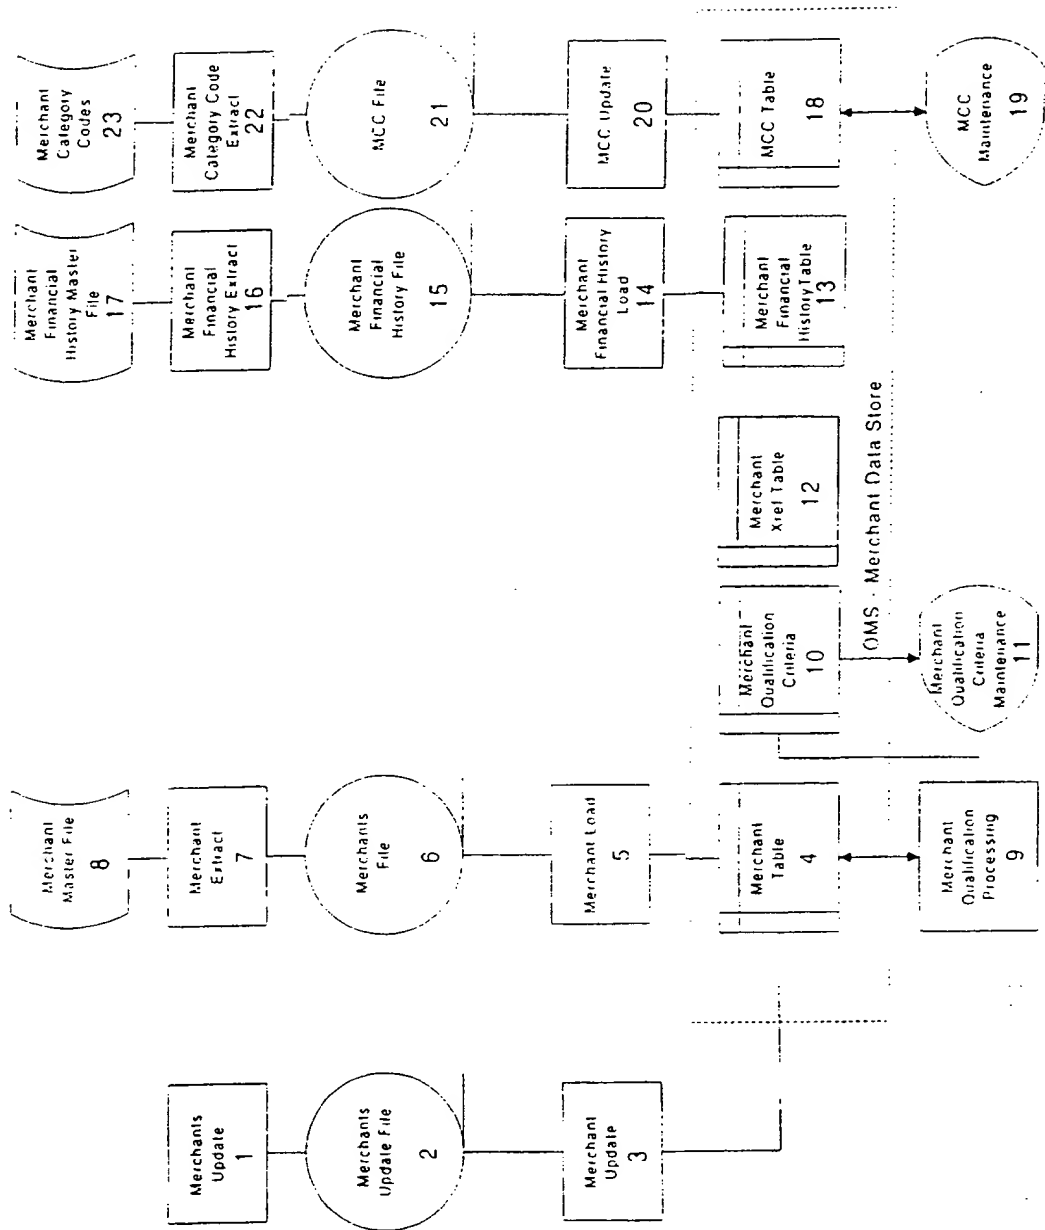 Merchants
Update
1
Merchants
Update File
2
Merchant
Update
3
Merchant
Master File
8
Merchant
Extract
7
Merchants
File
6
Merchant Load
5
Merchant
Table
4
Merchant
Qualification
Processing
9
Merchant
Qualification
Criteria
10
Merchant
Qualification
Criteria
Maintenance
11
Merchant
Xref Table
12
OMS - Merchant Data Store
Merchant
Financial
History Master
File
17
Merchant
Financial
History Extract
16
Merchant
Financial
History File
15
Merchant
Financial History
Load
14
Merchant
Financial
History Table
13
Merchant
Category
Codes
23
Merchant
Category Code
Extract
22
MCC File
21
MCC Update
20
MCC Table
18
MCC
Maintenance
19